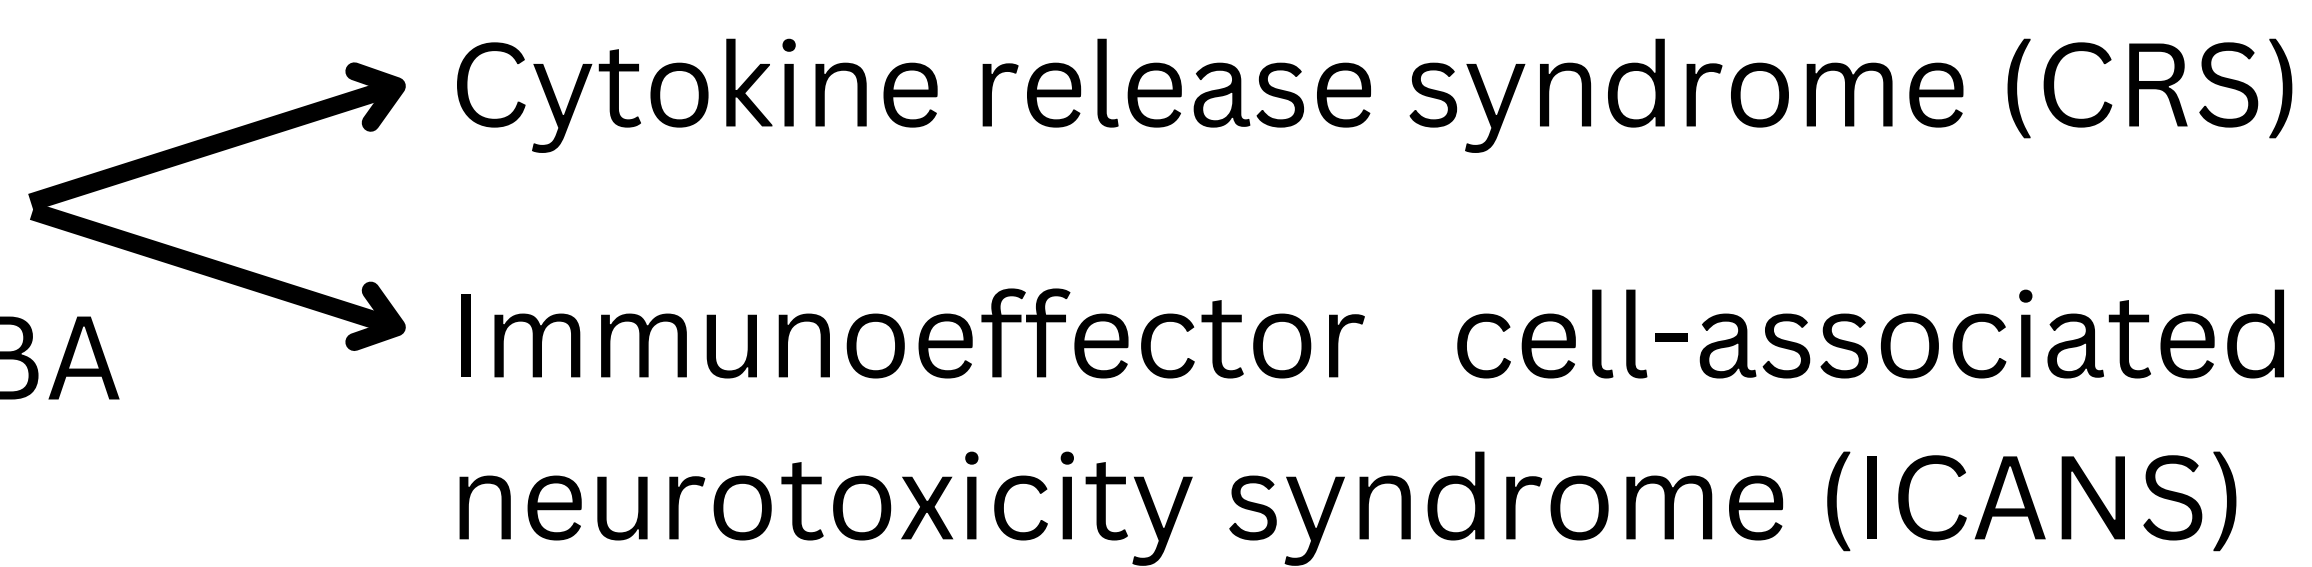 Cytokine release syndrome (CRS)
Immunoeffector cell-associated
BA
neurotoxicity syndrome (ICANS)